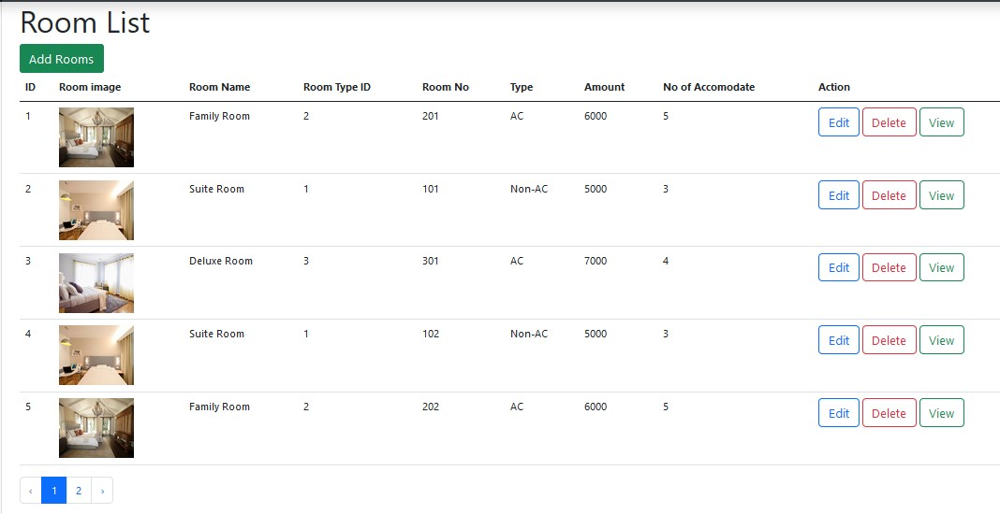 Room List
Add Rooms
ID Room image Room Name Room Type ID Room No Type Amount No of Accomodate Action
1 Family Room 2 201 AC 6000 5 Edit Delete View
2 Suite Room 1 101 Non-AC 5000 3 Edit Delete View
3 Deluxe Room 3 301 AC 7000 4 Edit Delete View
4 Suite Room 1 102 Non-AC 5000 3 Edit Delete View
5 Family Room 2 202 AC 6000 5 Edit Delete View
‹ 1 2 ›